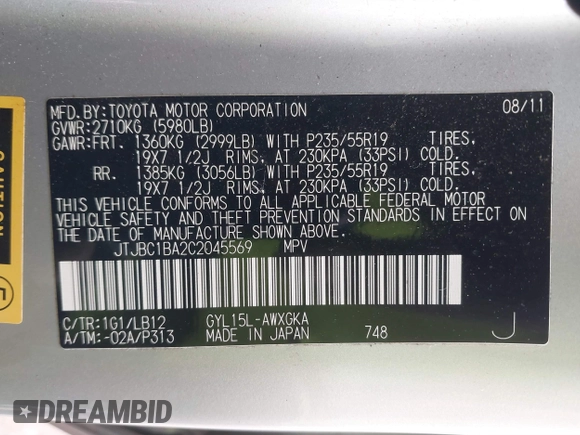 MFD.BY:TOYOTA MOTOR CORPORATION 08/11
GVWR:2710KG (5980LB)
GAWR:FRT. 1360KG (2999LB) WITH P235/55R19 TIRES,
19X7 1/2J RIMS, AT 230KPA (33PSI) COLD.
RR. 1385KG (3056LB) WITH P235/55R19 TIRES,
19X7 1/2J RIMS, AT 230KPA (33PSI) COLD.
THIS VEHICLE CONFORMS TO ALL APPLICABLE FEDERAL MOTOR
VEHICLE SAFETY AND THEFT PREVENTION STANDARDS IN EFFECT ON
THE DATE OF MANUFACTURE SHOWN ABOVE.
JTJBC1BA2C2045569 MPV
C/TR:1G1/LB12 GYL15L-AWXGKA
A/TM:-02A/P313 MADE IN JAPAN 748 J
CAUTION
DREAMBID